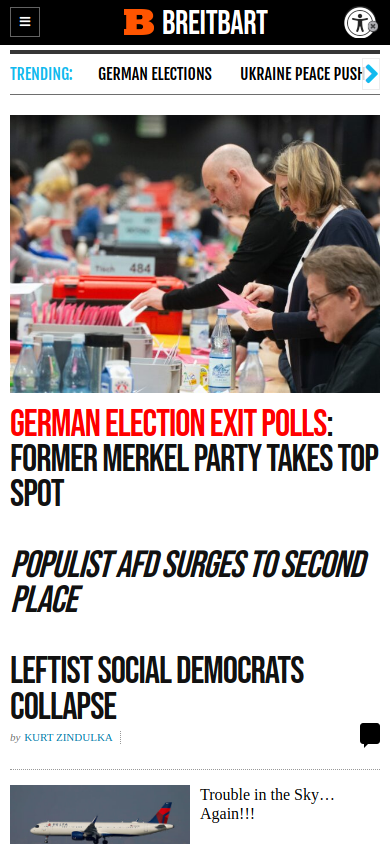 BREITBART
TRENDING:
GERMAN ELECTIONS
UKRAINE PEACE PUSH
Tisch 484
GERMAN ELECTION EXIT POLLS:
FORMER MERKEL PARTY TAKES TOP
SPOT
POPULIST AFD SURGES TO SECOND
PLACE
LEFTIST SOCIAL DEMOCRATS
COLLAPSE
by KURT ZINDULKA
Trouble in the Sky…
Again!!!